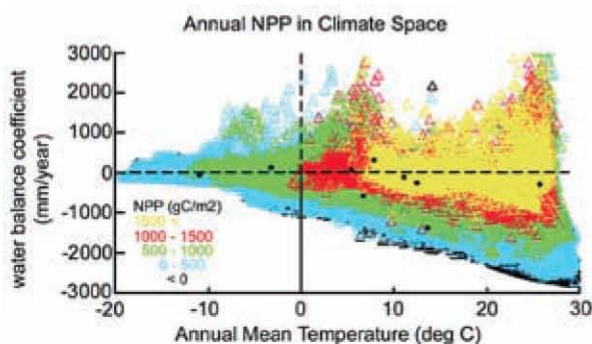 Annual NPP in Climate Space
water balance coefficient
(mm/year)
3000
2000
1000
0
-1000
-2000
-3000
NPP (gC/m2)
1500 <
1000 - 1500
500 - 1000
0 - 500
< 0
-20
-10
0
10
20
30
Annual Mean Temperature (deg C)